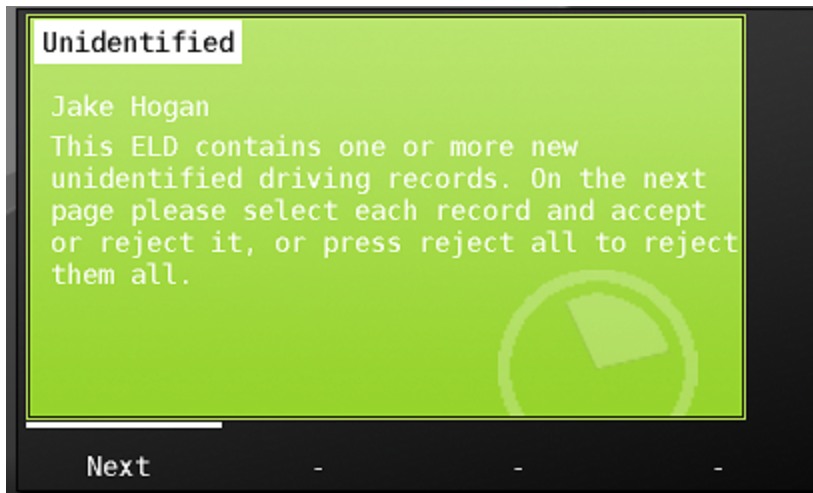 Unidentified
Jake Hogan
This ELD contains one or more new
unidentified driving records. On the next
page please select each record and accept
or reject it, or press reject all to reject
them all.
Next - - -